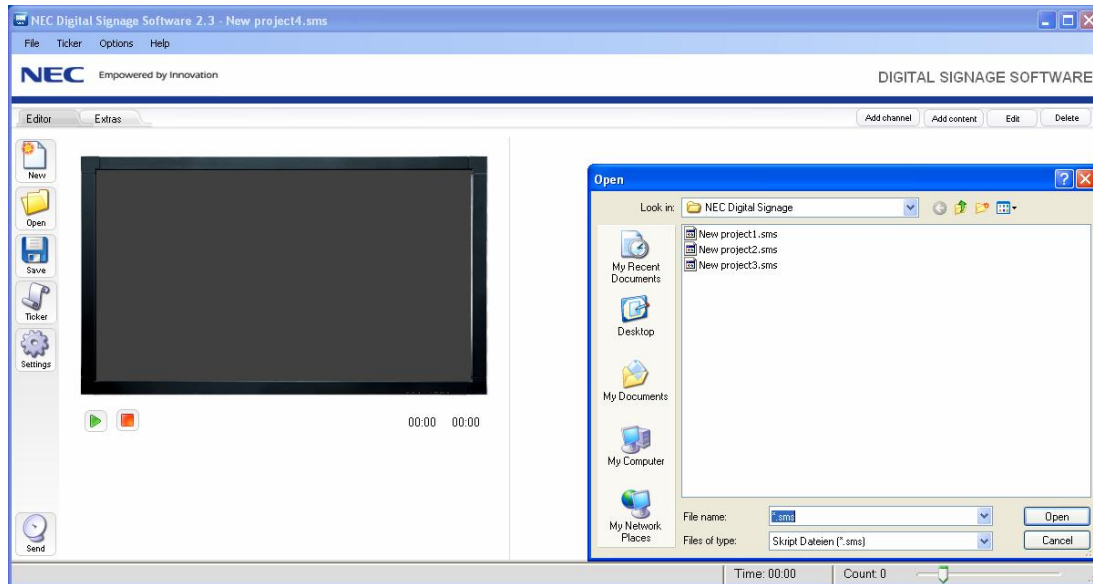 NEC Digital Signage Software 2.3 - New project4.sms
File Ticker Options Help
NEC Empowered by Innovation
DIGITAL SIGNAGE SOFTWARE
Editor Extras
Add channel Add content Edit Delete
New
Open
Save
Ticker
Settings
Send
00:00 00:00
Open
Look in: NEC Digital Signage
My Recent
Documents
Desktop
My Documents
My Computer
My Network
Places
New project1.sms
New project2.sms
New project3.sms
File name: *.sms Open
Files of type: Skript Dateien (*.sms) Cancel
Time: 00:00 Count: 0